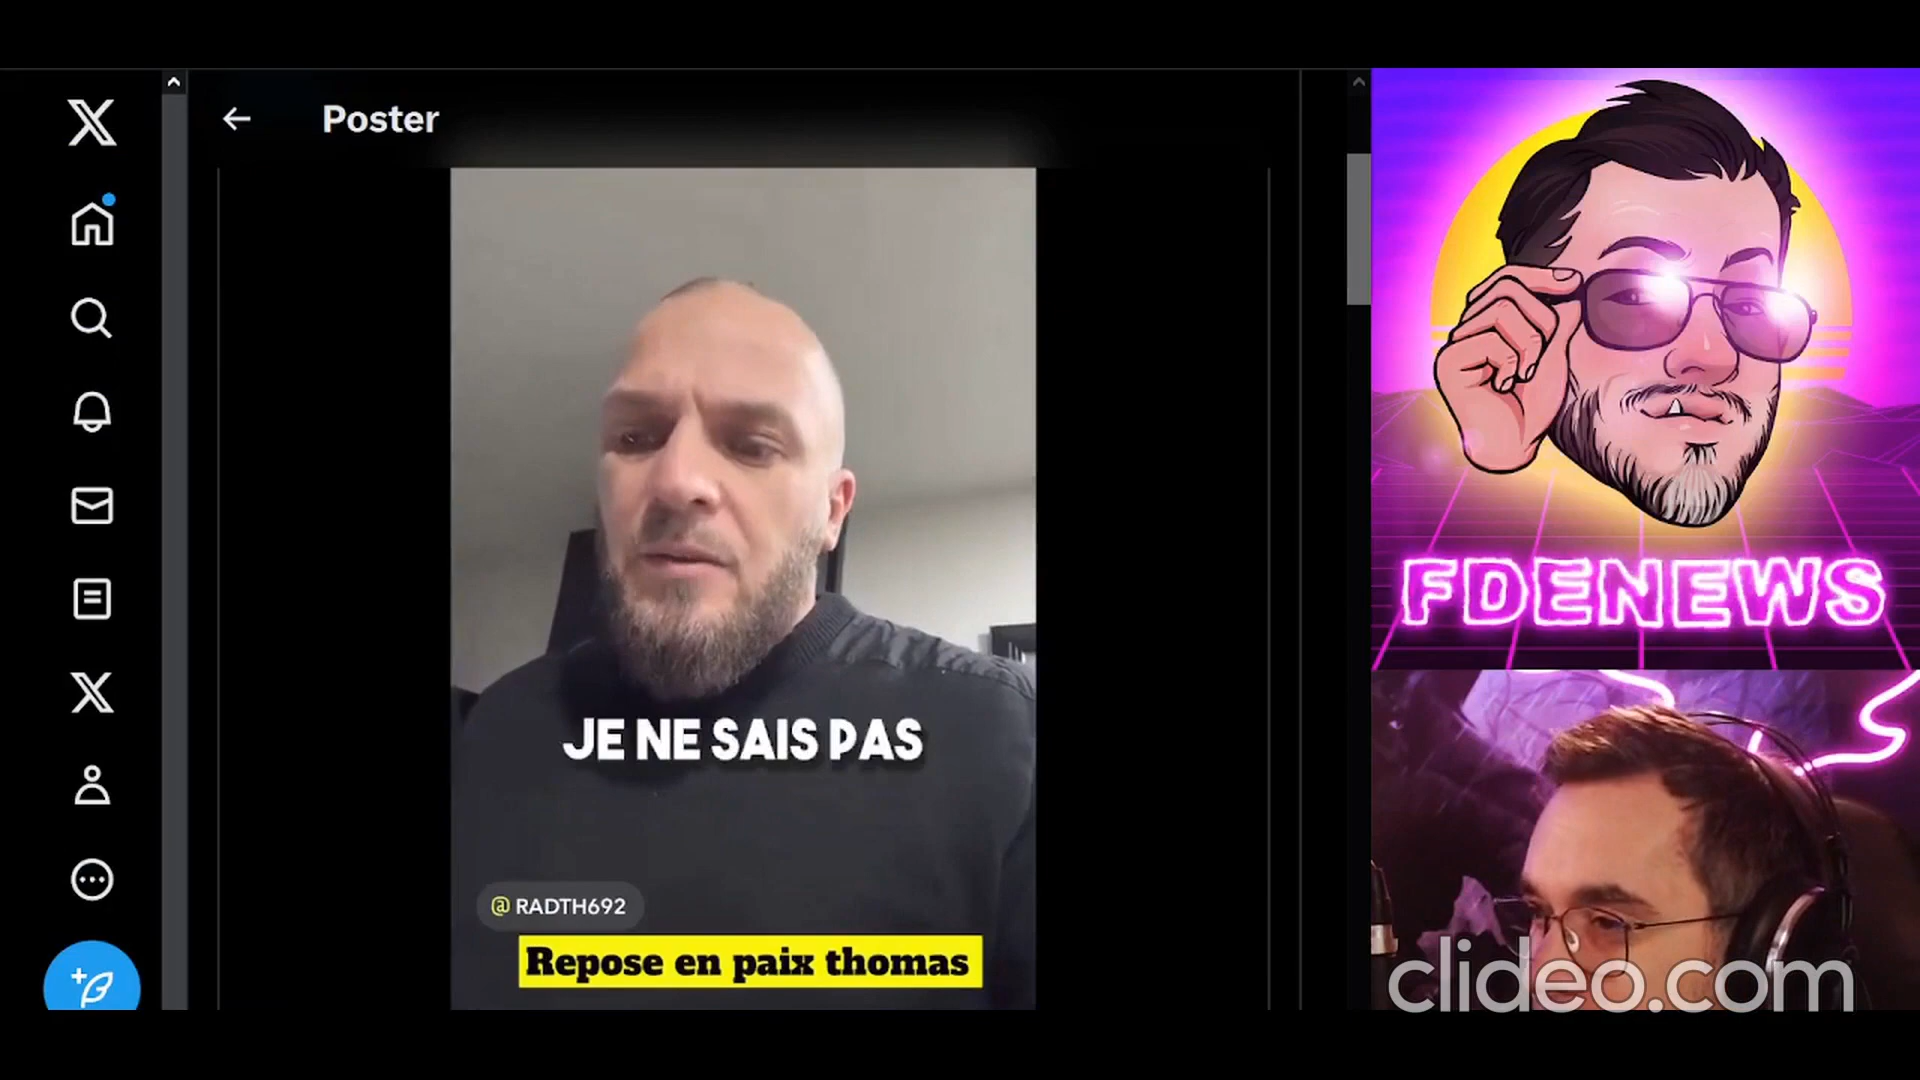 Poster
JE NE SAIS PAS
@ RADTH692
Repose en paix thomas
FDENEWS
clideo.com